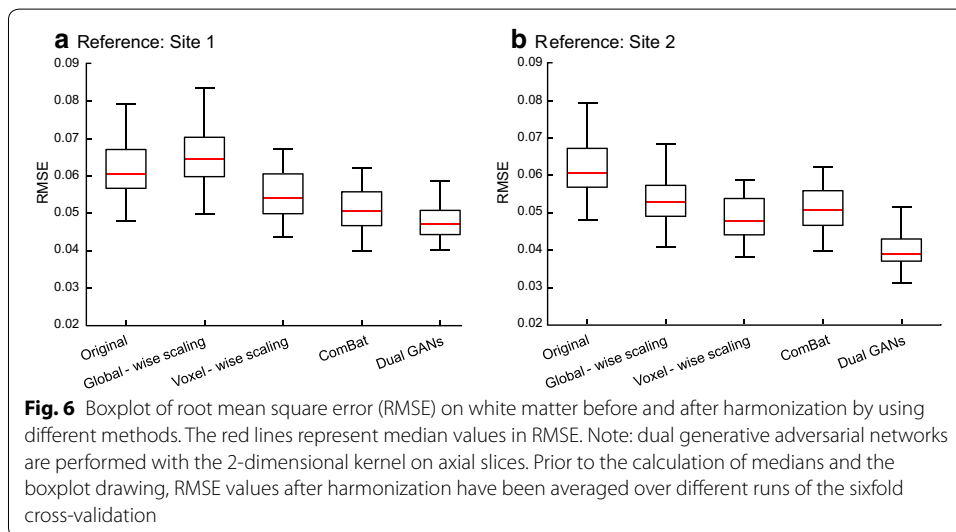 a Reference: Site 1
RMSE
0.09
0.08
0.07
0.06
0.05
0.04
0.03
0.02
Original
Global - wise scaling
Voxel - wise scaling
ComBat
Dual GANs
b Reference: Site 2
RMSE
0.09
0.08
0.07
0.06
0.05
0.04
0.03
0.02
Original
Global - wise scaling
Voxel - wise scaling
ComBat
Dual GANs
Fig. 6 Boxplot of root mean square error (RMSE) on white matter before and after harmonization by using
different methods. The red lines represent median values in RMSE. Note: dual generative adversarial networks
are performed with the 2-dimensional kernel on axial slices. Prior to the calculation of medians and the
boxplot drawing, RMSE values after harmonization have been averaged over different runs of the sixfold
cross-validation